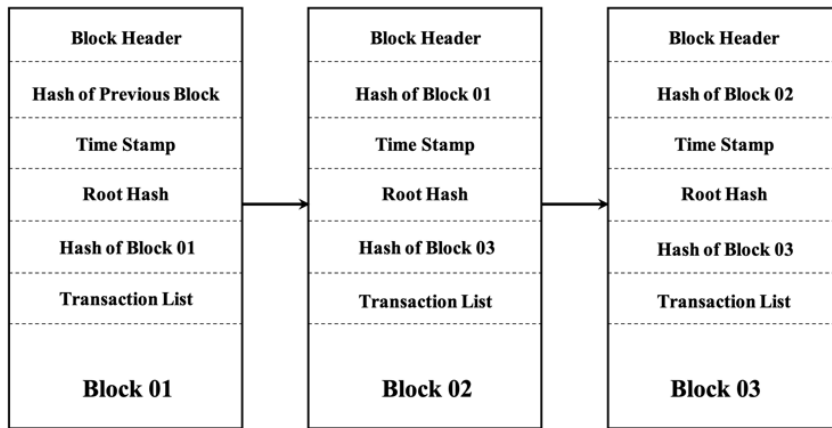 Block Header
Hash of Previous Block
Time Stamp
Root Hash
Hash of Block 01
Transaction List
Block 01
Block Header
Hash of Block 01
Time Stamp
Root Hash
Hash of Block 03
Transaction List
Block 02
Block Header
Hash of Block 02
Time Stamp
Root Hash
Hash of Block 03
Transaction List
Block 03